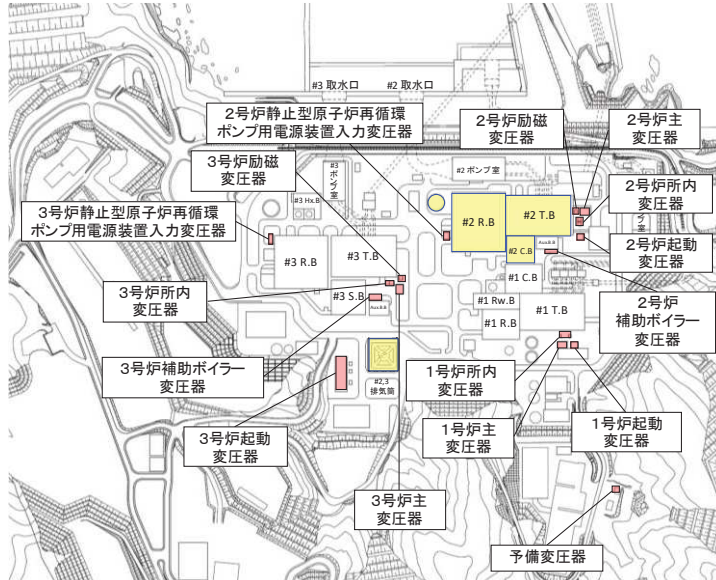 #3 取水口
#2 取水口
2号炉静止型原子炉再循環
ポンプ用電源装置入力変圧器
2号炉励磁
変圧器
2号炉主
変圧器
3号炉励磁
変圧器
#3
ポンプ室
#2 ポンプ室
2号炉所内
変圧器
#3 Hx.B
3号炉静止型原子炉再循環
ポンプ用電源装置入力変圧器
#2 R.B
#2 T.B
2号炉起動
変圧器
#3 R.B
#3 T.B
#2 C.B
Aux.B.B
#1 C.B
3号炉所内
変圧器
#3 S.B
Aux.B.B
#1 Rw.B
#1 R.B
#1 T.B
2号炉
補助ボイラー
変圧器
3号炉補助ボイラー
変圧器
#2,3
排気筒
1号炉所内
変圧器
3号炉起動
変圧器
1号炉主
変圧器
1号炉起動
変圧器
3号炉主
変圧器
予備変圧器